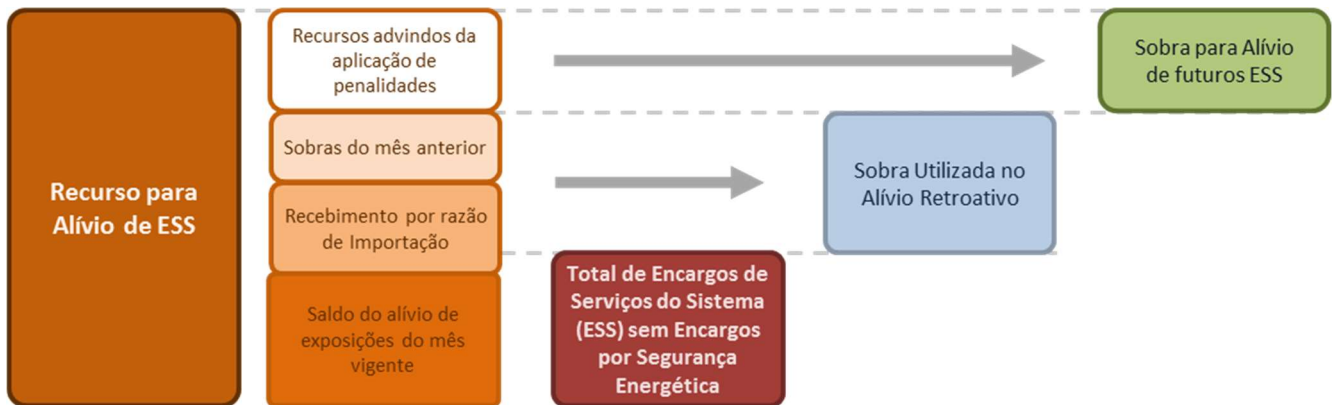 Recurso para
Alívio de ESS
Recursos advindos da
aplicação de
penalidades
Sobras do mês anterior
Recebimento por razão
de Importação
Saldo do alívio de
exposições do mês
vigente
Total de Encargos de
Serviços do Sistema
(ESS) sem Encargos
por Segurança
Energética
Sobra Utilizada no
Alívio Retroativo
Sobra para Alívio
de futuros ESS